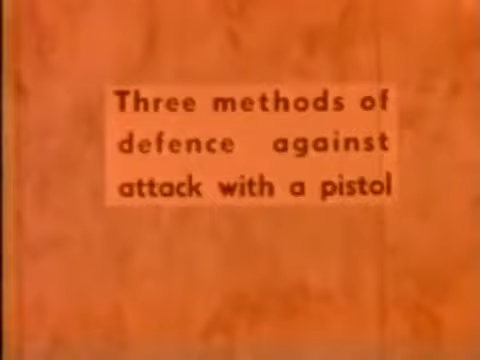 Three methods of
defence against
attack with a pistol